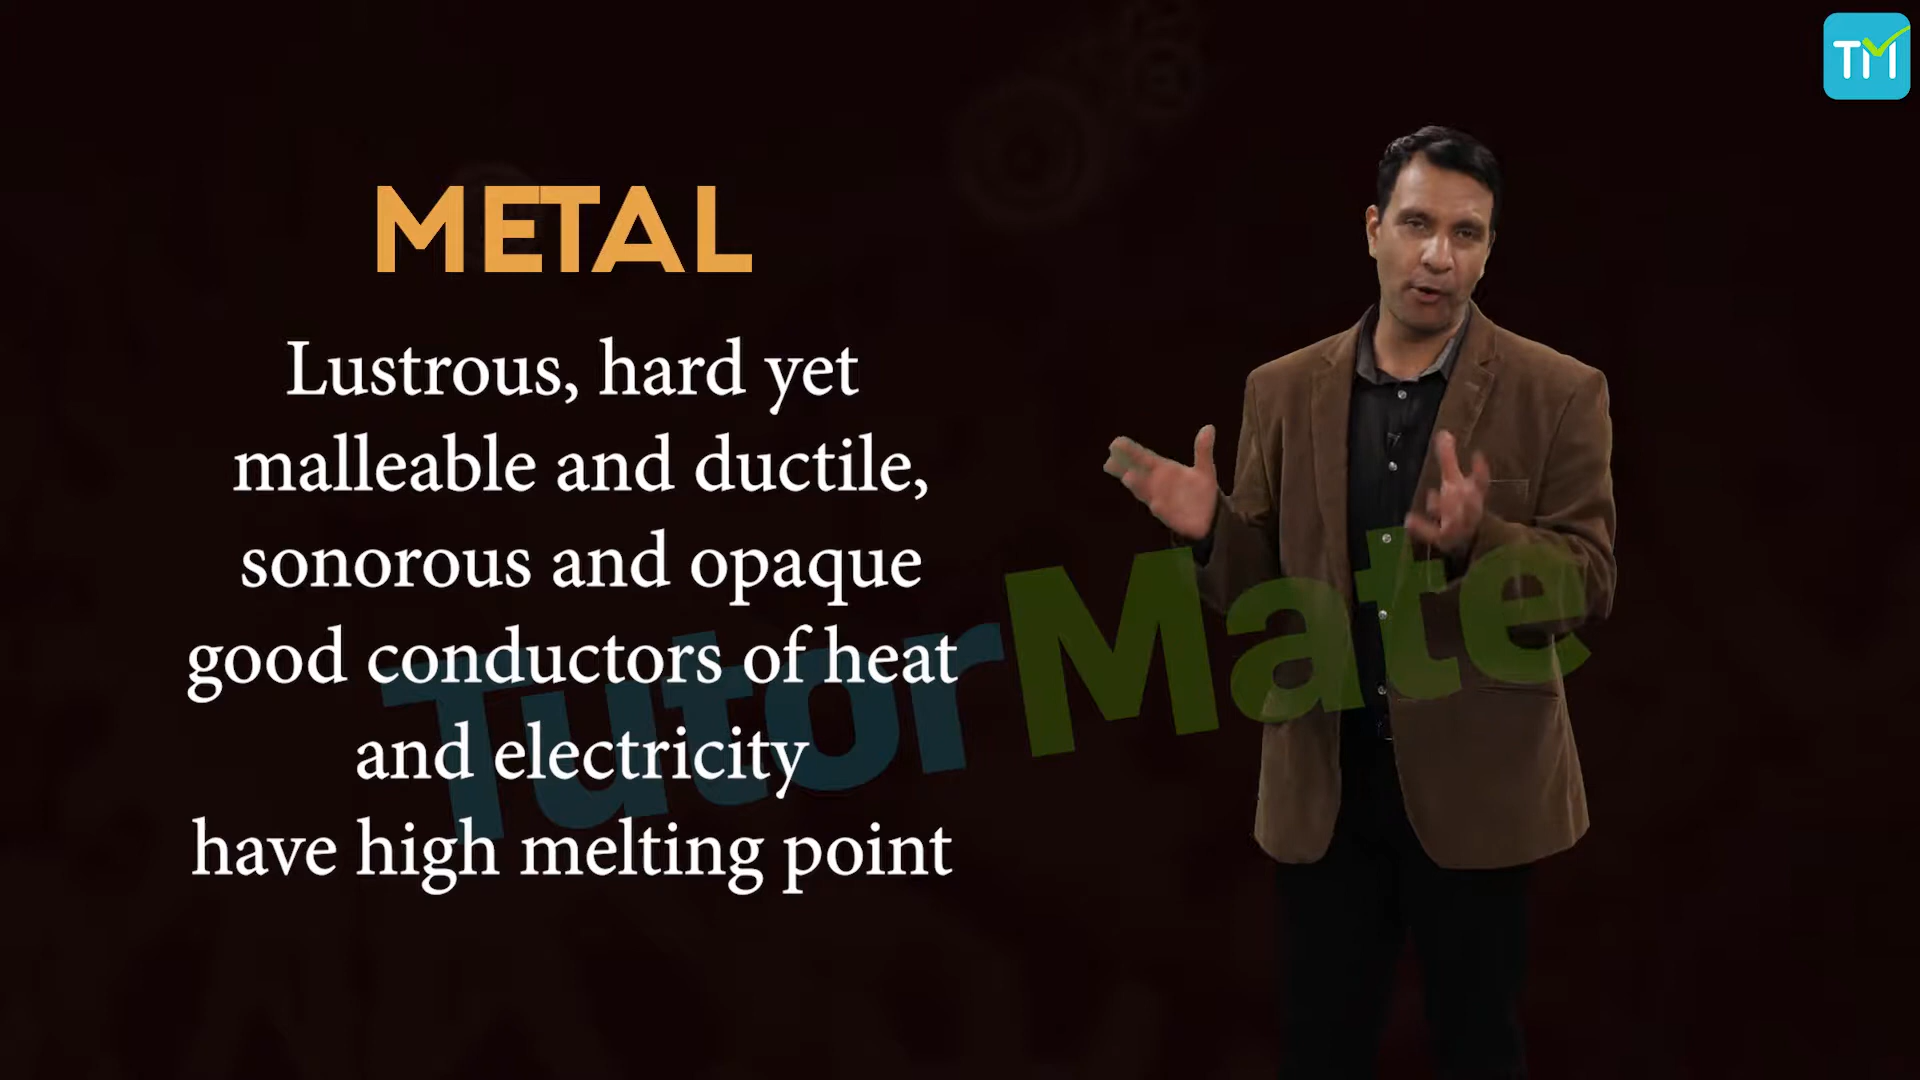 TM
METAL
Lustrous, hard yet
malleable and ductile,
sonorous and opaque
good conductors of heat
and electricity
have high melting point
TutorMate